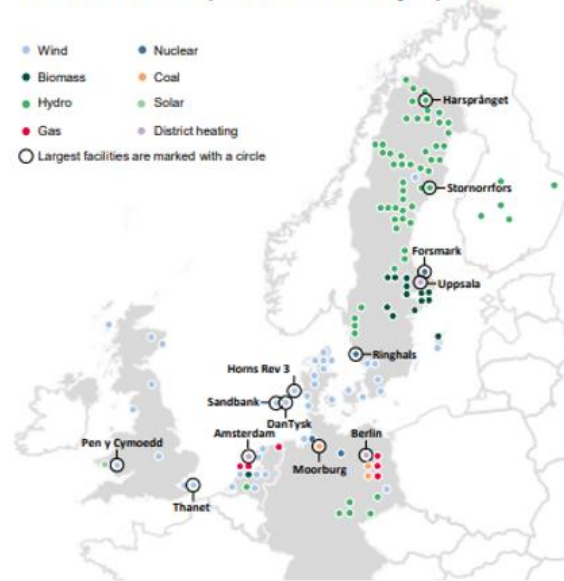 Wind
Nuclear
Biomass
Coal
Hydro
Solar
Gas
District heating
Largest facilities are marked with a circle
Harsprånget
Stornorrfors
Forsmark
Uppsala
Ringhals
Horns Rev 3
Sandbank
DanTysk
Amsterdam
Berlin
Pen y Cymoedd
Moorburg
Thanet